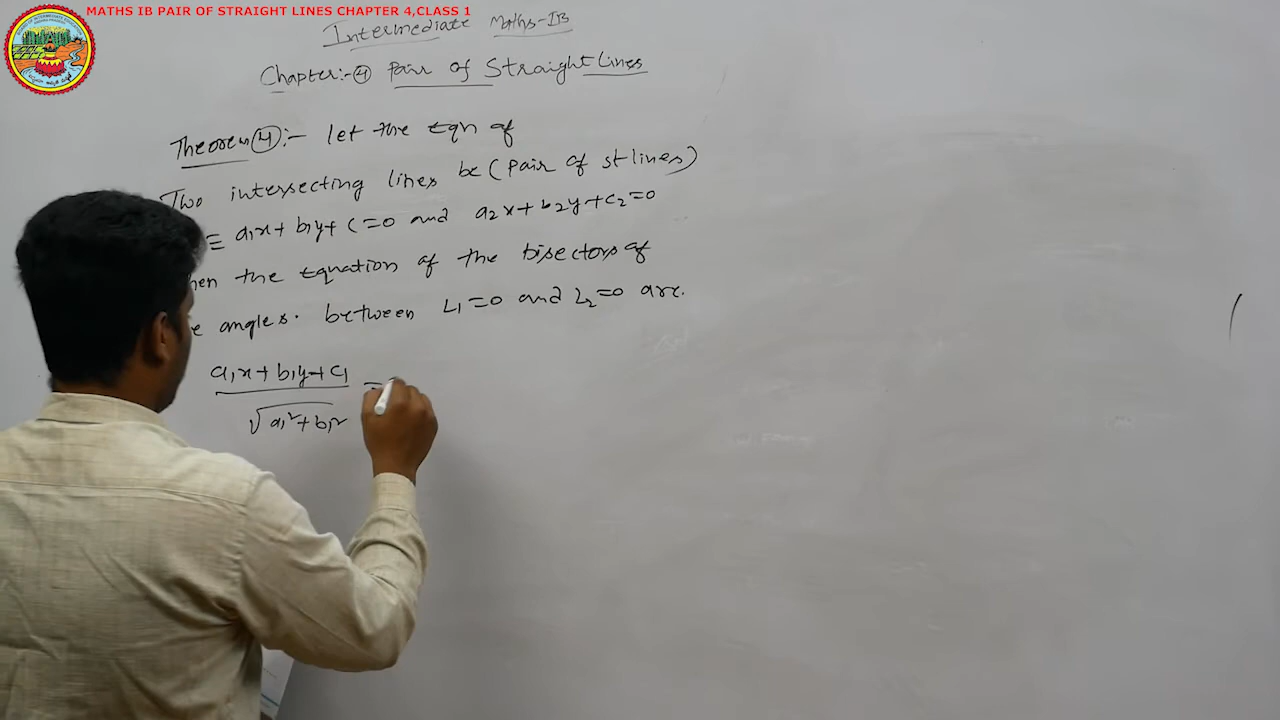 MATHS IB PAIR OF STRAIGHT LINES CHAPTER 4,CLASS 1
Intermediate Maths-IB
Chapter:-④ Pair of Straight Lines
Theorem ④:- let the Eqn of
Two intersecting lines be (Pair of st lines)
≡ a₁x+b₁y+c=0 and a₂x+b₂y+c₂=0
the Equation of the bisectors of
angles. between L₁=0 and L₂=0 are.
a₁x+b₁y+c₁
√a₁²+b₁² =